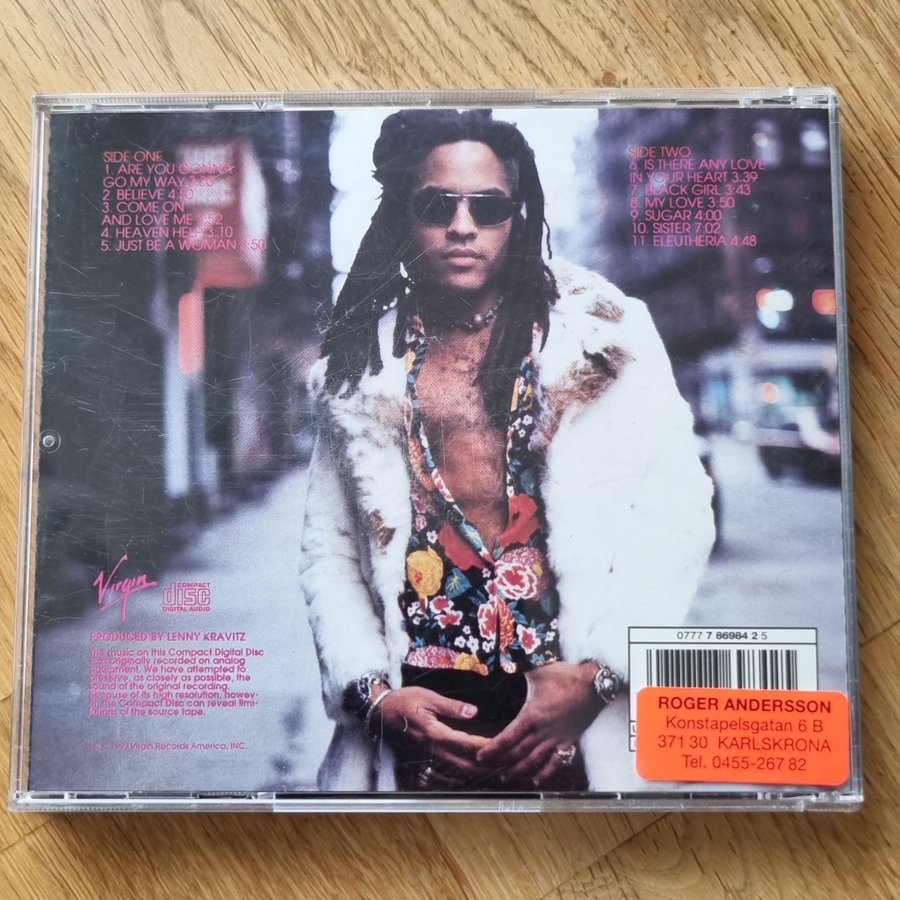 SIDE ONE
1. ARE YOU GONNA
GO MY WAY
2. BELIEVE
3. COME ON
AND LOVE ME
4. HEAVEN HELP 3:10
5. JUST BE A WOMAN 3:50
SIDE TWO
6. IS THERE ANY LOVE
IN YOUR HEART 3:39
7. BLACK GIRL 3:43
8. MY LOVE 3:50
9. SUGAR 4:00
10. SISTER 7:02
11. ELEUTHERIA 4:48
Virgin
COMPACT
disc
DIGITAL AUDIO
PRODUCED BY LENNY KRAVITZ
The music on this Compact Digital Disc
was originally recorded on analog
equipment. We have attempted to
preserve, as closely as possible, the
sound of the original recording.
Because of its high resolution, howev-
er, the Compact Disc can reveal limi-
tations of the source tape.
1993 Virgin Records America, INC.
0777 7 86984 2 5
ROGER ANDERSSON
Konstapelsgatan 6 B
371 30 KARLSKRONA
Tel. 0455-267 82